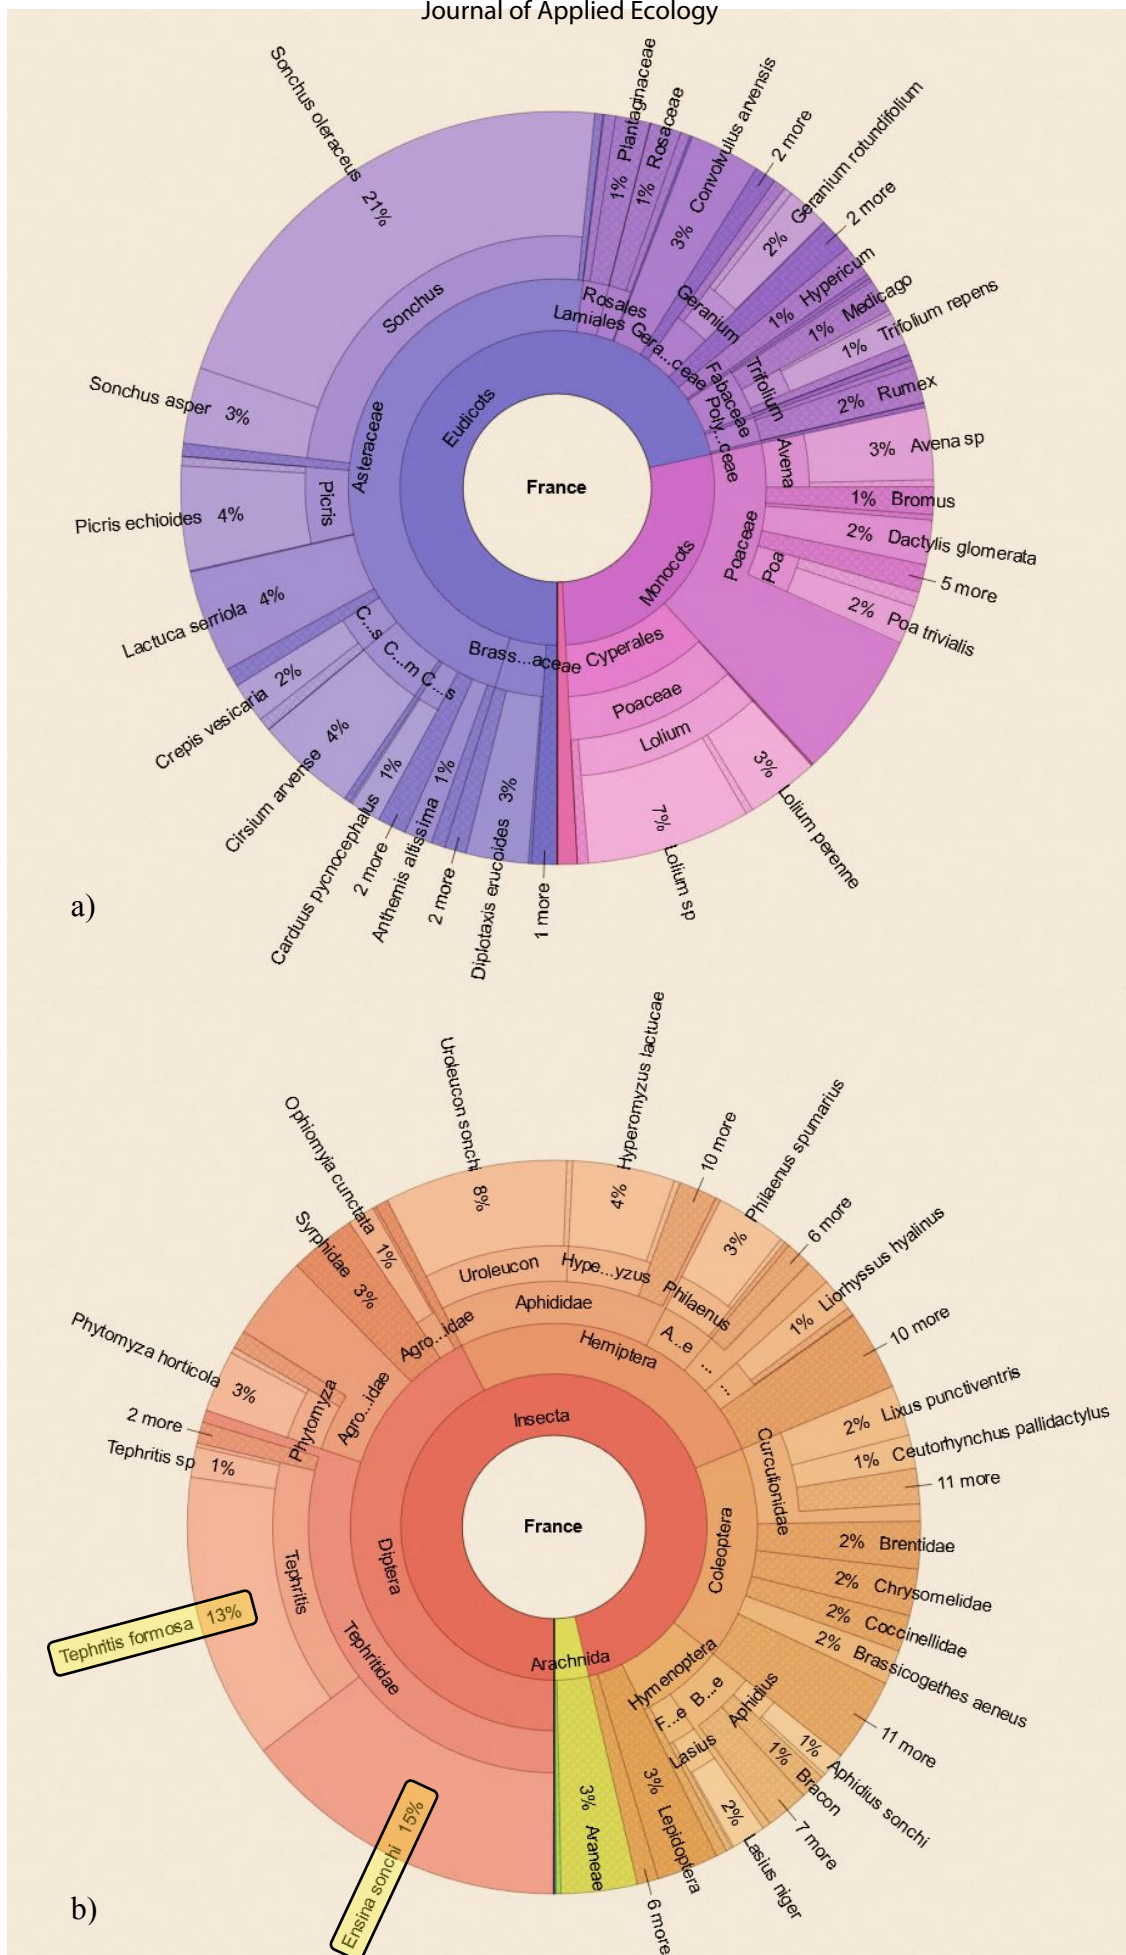 Journal of Applied Ecology
Sonchus oleraceus 21%
1% Plantaginaceae
1% Rosaceae
3% Convolvulus arvensis
2 more
2% Geranium rotundifolium
2 more
1% Hypericum
1% Medicago
1% Trifolium repens
2% Rumex
3% Avena sp
1% Bromus
2% Dactylis glomerata
5 more
2% Poa trivialis
3% Lolium perenne
7% Lolium sp
1 more
Diplotaxis erucoides 3%
2 more
Anthemis altissima 1%
2 more
Carduus pycnocephalus 1%
Cirsium arvense 4%
Crepis vesicaria 2%
Lactuca serriola 4%
Picris echioides 4%
Sonchus asper 3%
Sonchus
Rosales
Lamiales
Gera...ceae
Geranium
Fabaceae
Trifolium
Poly...ceae
Avena
Poaceae
Poa
Monocots
Cyperales
Poaceae
Lolium
Brass...aceae
C...s
C...m
C...s
Picris
Asteraceae
Eudicots
France
a)
Uroleucon sonchi 8%
Hyperomyzus lactucae 4%
10 more
Philaenus spumarius 3%
6 more
1% Liorhyssus hyalinus
10 more
2% Lixus punctiventris
1% Ceutorhynchus pallidactylus
11 more
2% Brentidae
2% Chrysomelidae
2% Coccinellidae
2% Brassicogethes aeneus
11 more
1% Aphidius sonchi
1% Bracon
7 more
2% Lasius niger
3% Lepidoptera
6 more
3% Araneae
Ensina sonchi 15%
Tephritis formosa 13%
Tephritis sp 1%
2 more
Phytomyza horticola 3%
Syrphidae 3%
Ophiomyia cunctata 1%
Uroleucon
Hype...yzus
Aphididae
Philaenus
A...e
...
...
Hemiptera
Agro...idae
Agro...idae
Phytomyza
Insecta
Curculionidae
Coleoptera
Hymenoptera
B...e
F...e
Aphidius
Lasius
Arachnida
Diptera
Tephritis
Tephritidae
France
b)